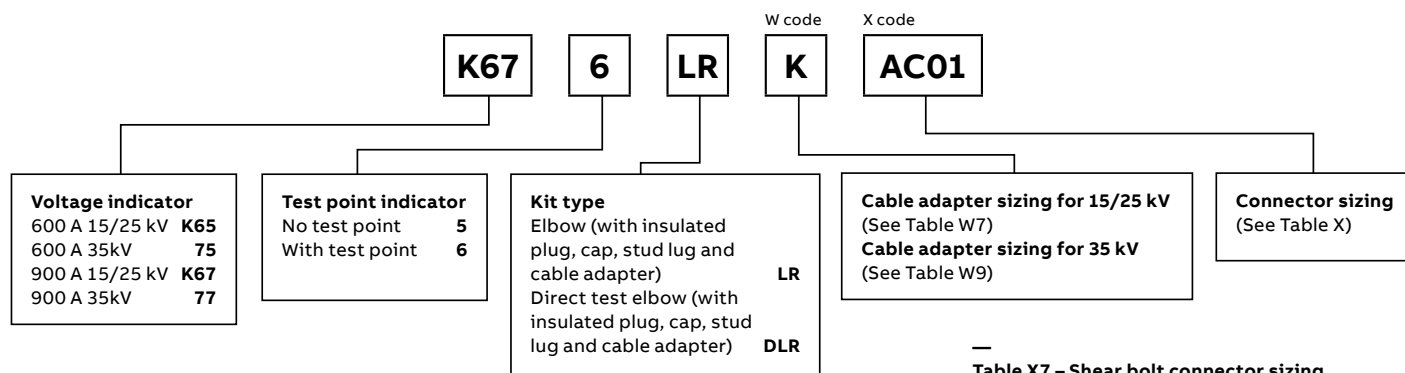 W code
X code
K67
6
LR
K
AC01
Voltage indicator
600 A 15/25 kV K65
600 A 35kV 75
900 A 15/25 kV K67
900 A 35kV 77
Test point indicator
No test point 5
With test point 6
Kit type
Elbow (with insulated
plug, cap, stud lug and
cable adapter) LR
Direct test elbow (with
insulated plug, cap, stud
lug and cable adapter) DLR
Cable adapter sizing for 15/25 kV
(See Table W7)
Cable adapter sizing for 35 kV
(See Table W9)
Connector sizing
(See Table X)
—
Table X7 – Shear bolt connector sizing